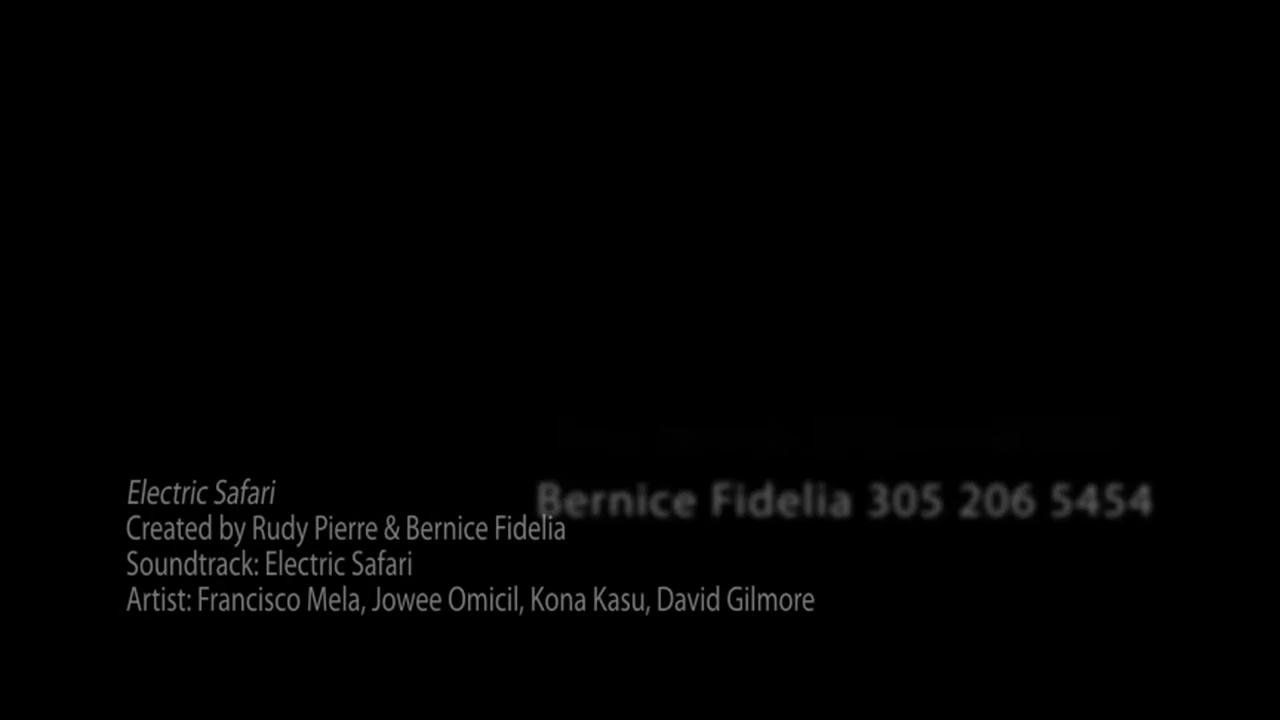 Electric Safari
Created by Rudy Pierre & Bernice Fidelia
Soundtrack: Electric Safari
Artist: Francisco Mela, Jowee Omicil, Kona Kasu, David Gilmore
Bernice Fidelia 305 206 5454